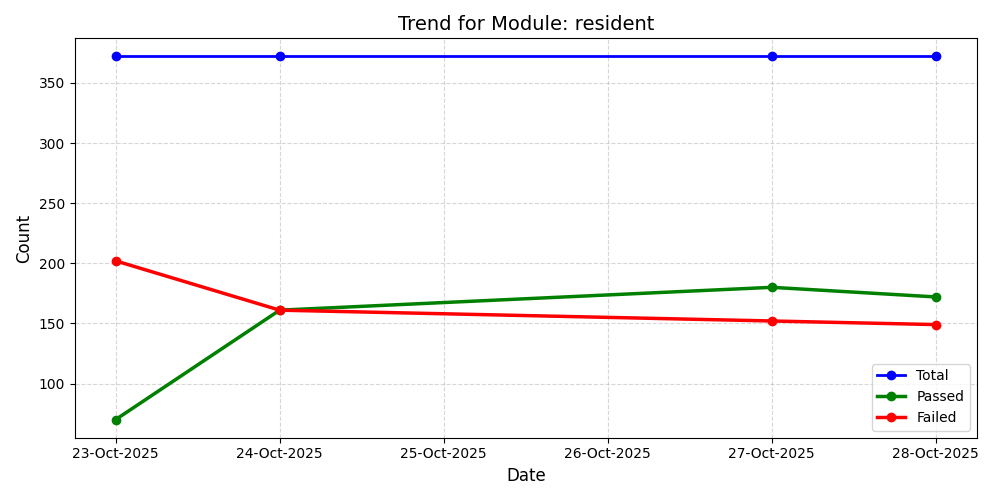 Trend for Module: resident
Count
350
300
250
200
150
100
Total
Passed
Failed
23-Oct-2025 24-Oct-2025 25-Oct-2025 26-Oct-2025 27-Oct-2025 28-Oct-2025
Date